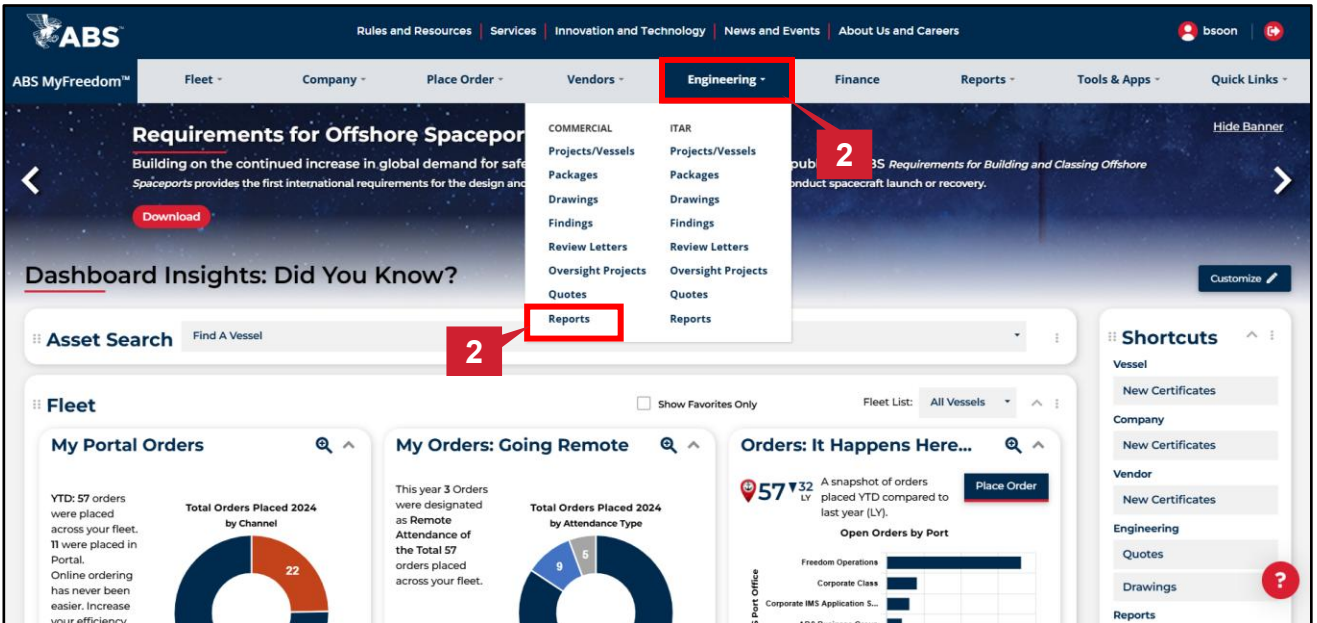 ABS
Rules and Resources | Services | Innovation and Technology | News and Events | About Us and Careers
bsoon
ABS MyFreedom™
Fleet
Company
Place Order
Vendors
Engineering
Finance
Reports
Tools & Apps
Quick Links
Requirements for Offshore Spacepor
Hide Banner
Building on the continued increase in global demand for safe
publ
BS Requirements for Building and Classing Offshore
Spaceports provides the first international requirements for the design and
onduct spacecraft launch or recovery.
Download
2
COMMERCIAL
Projects/Vessels
Packages
Drawings
Findings
Review Letters
Oversight Projects
Quotes
Reports
ITAR
Projects/Vessels
Packages
Drawings
Findings
Review Letters
Oversight Projects
Quotes
Reports
2
Dashboard Insights: Did You Know?
Customize
Asset Search
Find A Vessel
Fleet
Show Favorites Only
Fleet List: All Vessels
My Portal Orders
YTD: 57 orders
were placed
across your fleet.
11 were placed in
Portal.
Online ordering
has never been
easier. Increase
your efficiency
Total Orders Placed 2024
by Channel
22
My Orders: Going Remote
This year 3 Orders
were designated
as Remote
Attendance of
the Total 57
orders placed
across your fleet.
Total Orders Placed 2024
by Attendance Type
9
5
Orders: It Happens Here...
57
▼32
LY
A snapshot of orders
placed YTD compared to
last year (LY).
Place Order
Open Orders by Port
Port Office
Freedom Operations
Corporate Class
Corporate IMS Application S...
Shortcuts
Vessel
New Certificates
Company
New Certificates
Vendor
New Certificates
Engineering
Quotes
Drawings
Reports
?